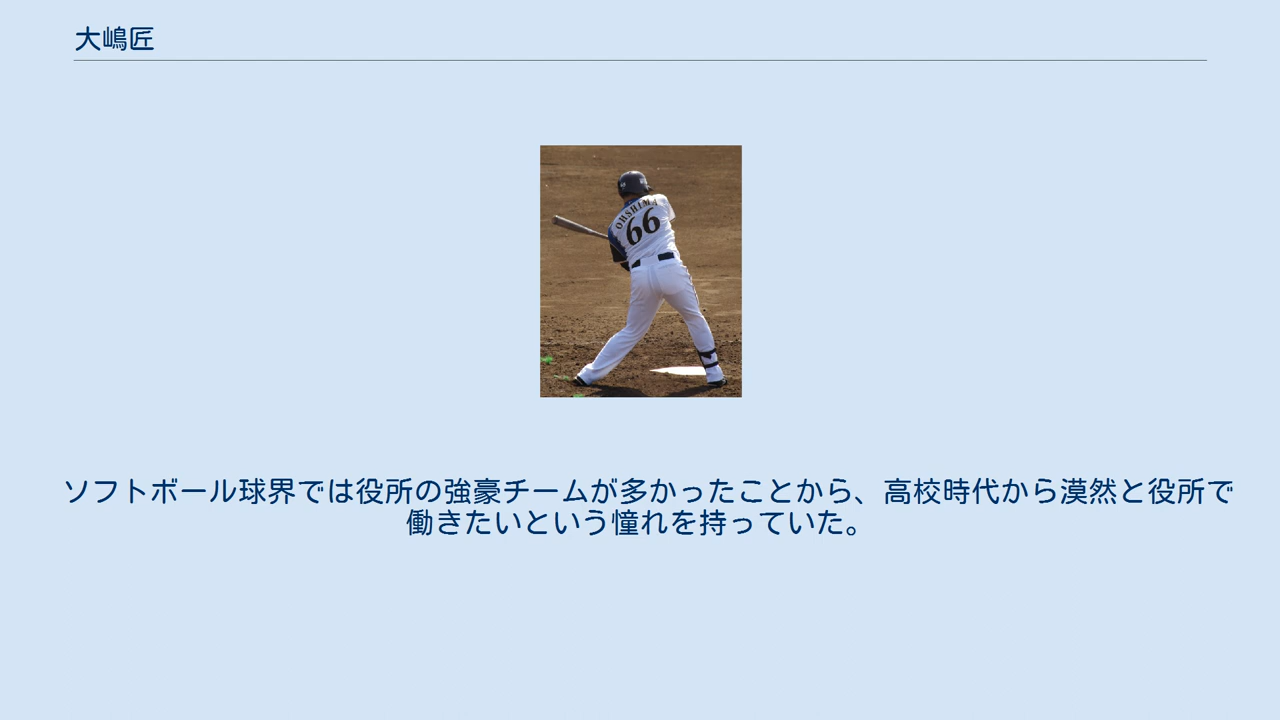 大嶋匠
OHSHIMA
66
ソフトボール球界では役所の強豪チームが多かったことから、高校時代から漠然と役所で
働きたいという憧れを持っていた。